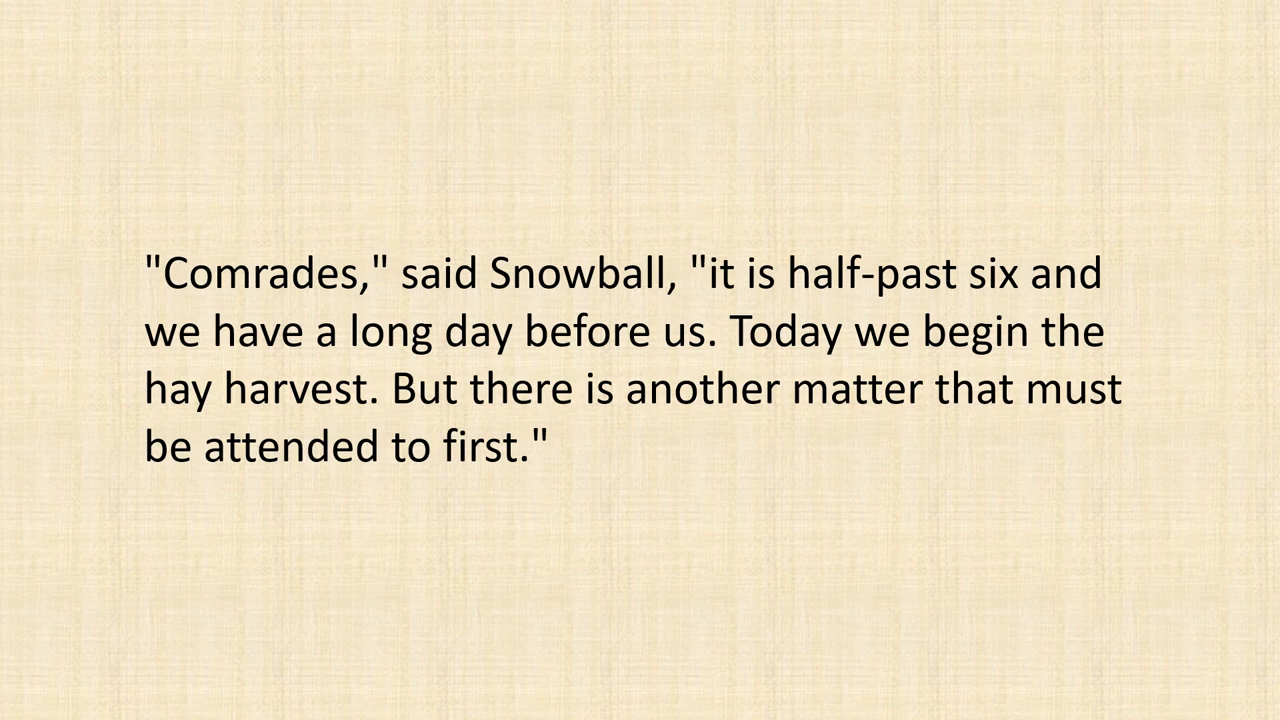 "Comrades," said Snowball, "it is half-past six and
we have a long day before us. Today we begin the
hay harvest. But there is another matter that must
be attended to first."